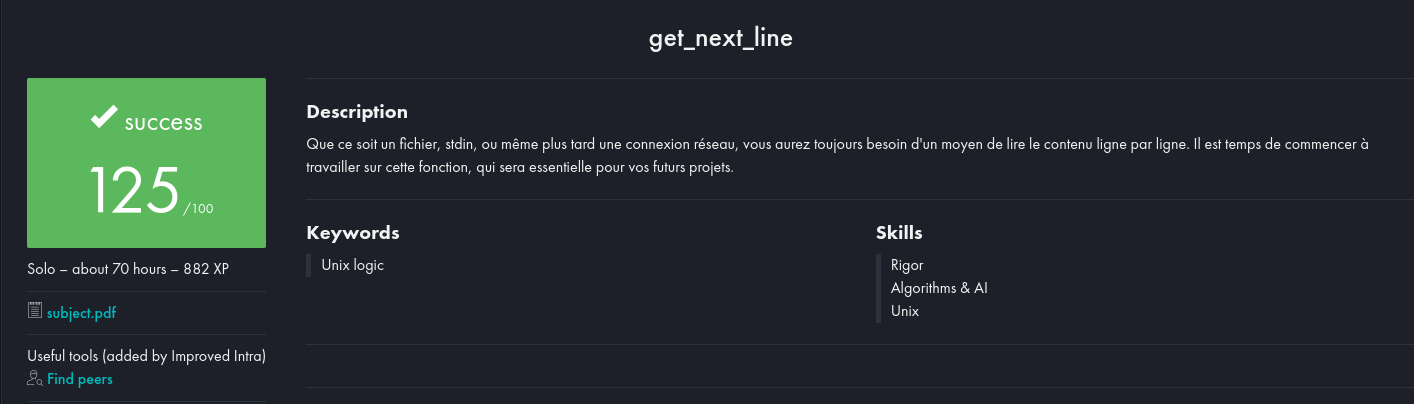 get_next_line
success
125 /100
Solo – about 70 hours – 882 XP
subject.pdf
Useful tools (added by Improved Intra)
Find peers
Description
Que ce soit un fichier, stdin, ou même plus tard une connexion réseau, vous aurez toujours besoin d'un moyen de lire le contenu ligne par ligne. Il est temps de commencer à
travailler sur cette fonction, qui sera essentielle pour vos futurs projets.
Keywords
Unix logic
Skills
Rigor
Algorithms & AI
Unix